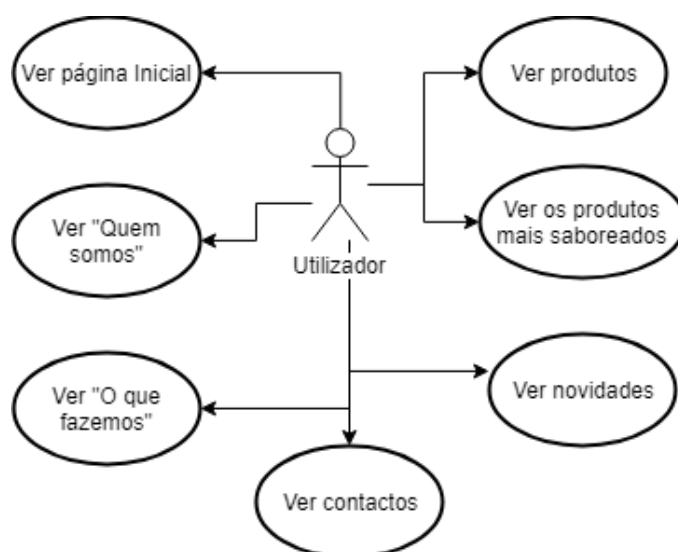 Ver página Inicial
Ver produtos
Ver "Quem
somos"
Ver os produtos
mais saboreados
Utilizador
Ver "O que
fazemos"
Ver novidades
Ver contactos